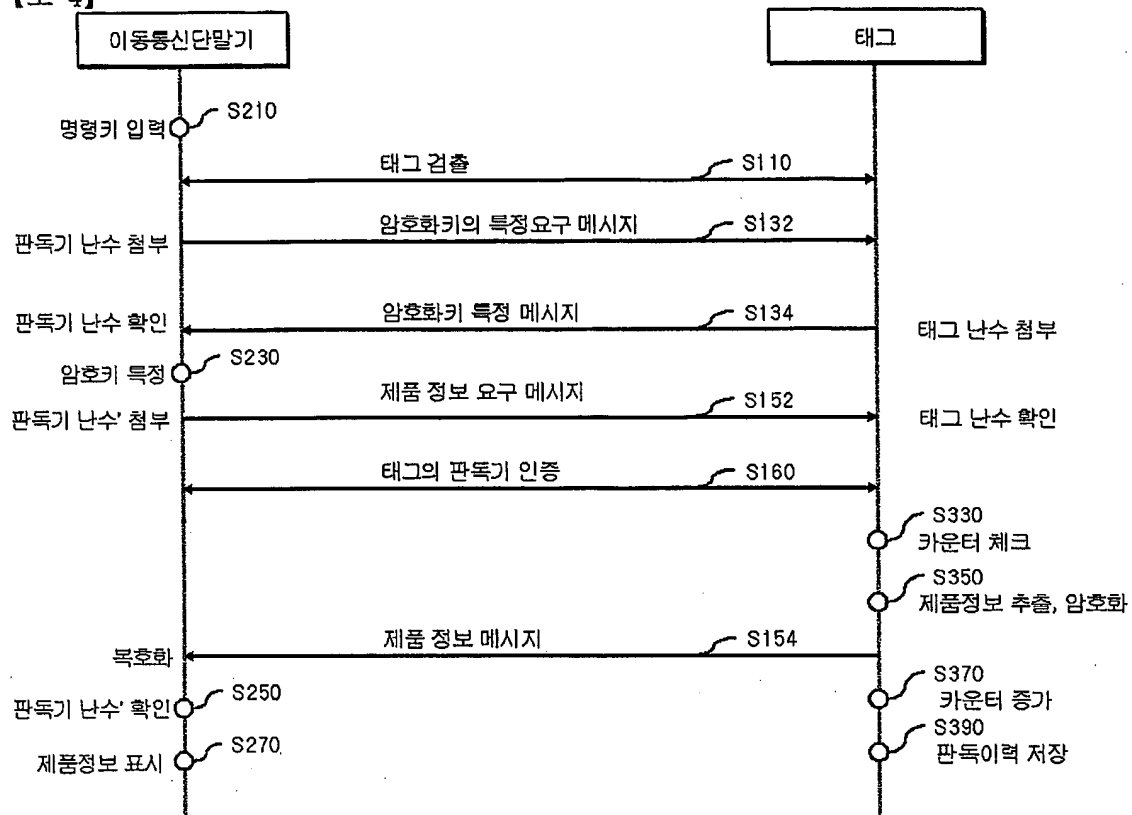 【도 4】
이동통신단말기
태그
명령키 입력
S210
태그 검출
S110
암호화키의 특정요구 메시지
S132
판독기 난수 첨부
암호화키 특정 메시지
S134
판독기 난수 확인
태그 난수 첨부
S230
암호키 특정
제품 정보 요구 메시지
S152
판독기 난수' 첨부
태그 난수 확인
태그의 판독기 인증
S160
S330
카운터 체크
S350
제품정보 추출, 암호화
제품 정보 메시지
S154
복호화
S370
카운터 증가
S250
판독기 난수' 확인
S390
판독이력 저장
S270
제품정보 표시